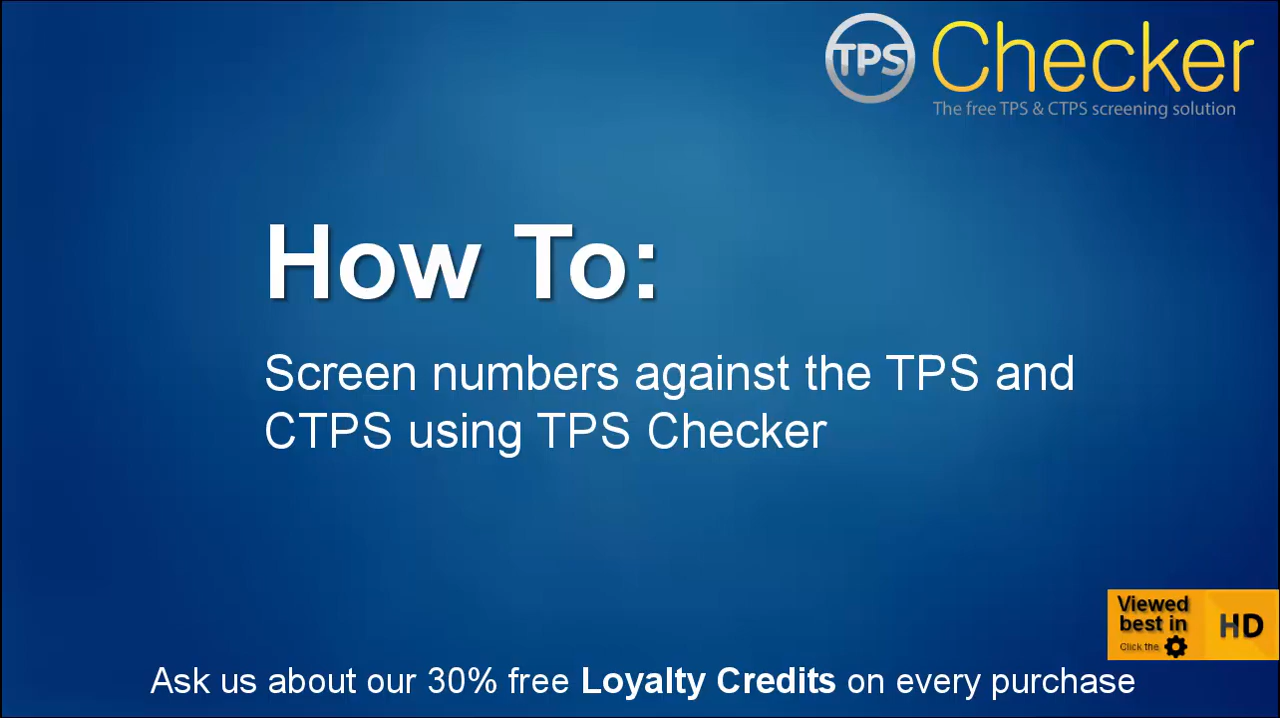 TPS Checker
The free TPS & CTPS screening solution
How To:
Screen numbers against the TPS and
CTPS using TPS Checker
Viewed
best in
HD
Click the
Ask us about our 30% free Loyalty Credits on every purchase